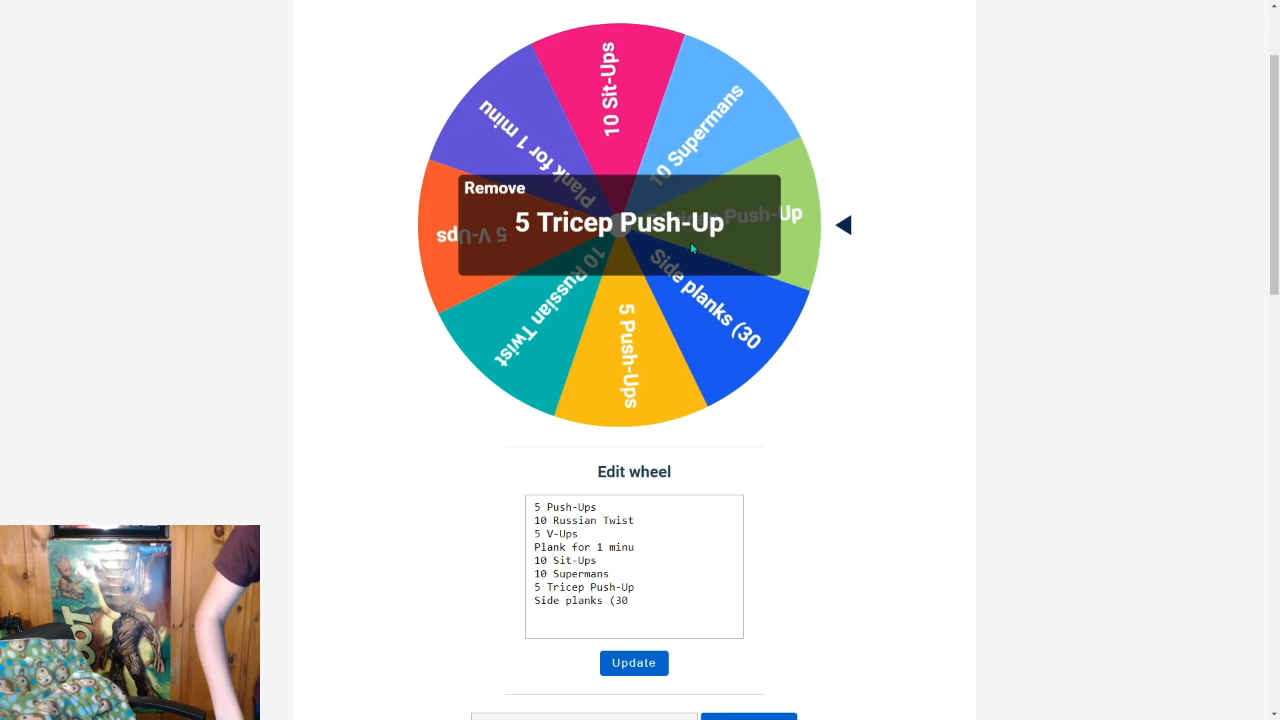 10 Sit-Ups
10 Supermans
Plank for 1 minu
Push-Up
Remove
5 Tricep Push-Up
5 V-Ups
Side planks (30
10 Russian Twist
5 Push-Ups
Edit wheel
5 Push-Ups
10 Russian Twist
5 V-Ups
Plank for 1 minu
10 Sit-Ups
10 Supermans
5 Tricep Push-Up
Side planks (30
Update